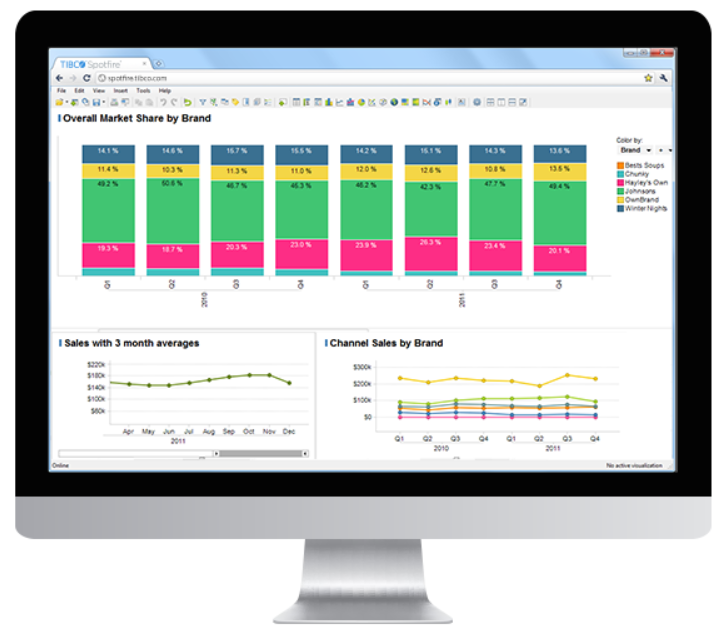 TIBCO Spotfire
spotfire.tibco.com
File Edit View Insert Tools Help
Overall Market Share by Brand
14.1 % 14.6 % 15.7 % 15.5 % 14.2 % 15.1 % 14.3 % 13.6 %
11.4 % 10.3 % 11.3 % 11.0 % 12.0 % 12.6 % 10.8 % 13.5 %
49.2 % 50.6 % 46.7 % 45.3 % 46.2 % 42.3 % 47.7 % 49.4 %
19.3 % 18.7 % 20.3 % 23.0 % 23.9 % 26.3 % 23.4 % 20.1 %
Q1 Q2 Q3 Q4 Q1 Q2 Q3 Q4
2010 2011
Color by:
Brand
Bests Soups
Chunky
Hayley's Own
Johnsons
OwnBrand
Winter Nights
Sales with 3 month averages
$220k
$180k
$140k
$100k
$60k
Apr May Jun Jul Aug Sep Oct Nov Dec
2011
Channel Sales by Brand
$300k
$200k
$100k
$0
Q1 Q2 Q3 Q4 Q1 Q2 Q3 Q4
2010 2011
Online
No active visualization